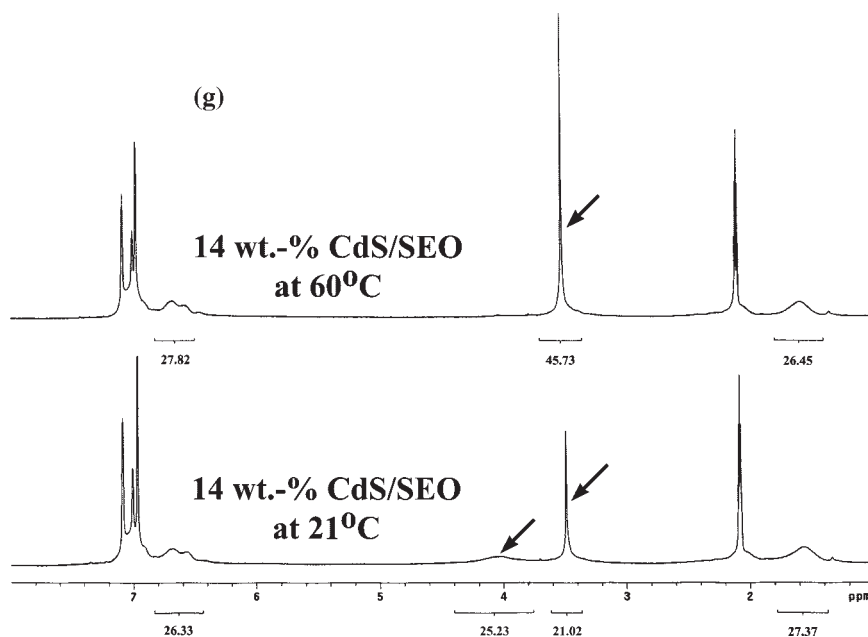 (g)
14 wt.-% CdS/SEO
at 60°C
27.82 45.73 26.45
14 wt.-% CdS/SEO
at 21°C
7 6 5 4 3 2 ppm
26.33 25.23 21.02 27.37